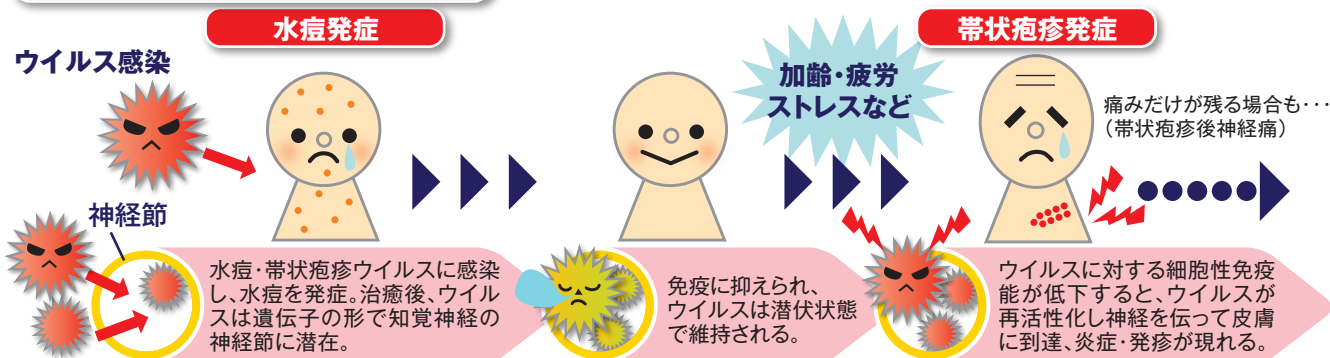 水痘発症
ウイルス感染
神経節
水痘・帯状疱疹ウイルスに感染
し、水痘を発症。治癒後、ウイル
スは遺伝子の形で知覚神経の
神経節に潜在。
免疫に抑えられ、
ウイルスは潜伏状態
で維持される。
加齢・疲労
ストレスなど
帯状疱疹発症
痛みだけが残る場合も・・・
（帯状疱疹後神経痛）
ウイルスに対する細胞性免疫
能が低下すると、ウイルスが
再活性化し神経を伝って皮膚
に到達、炎症・発疹が現れる。